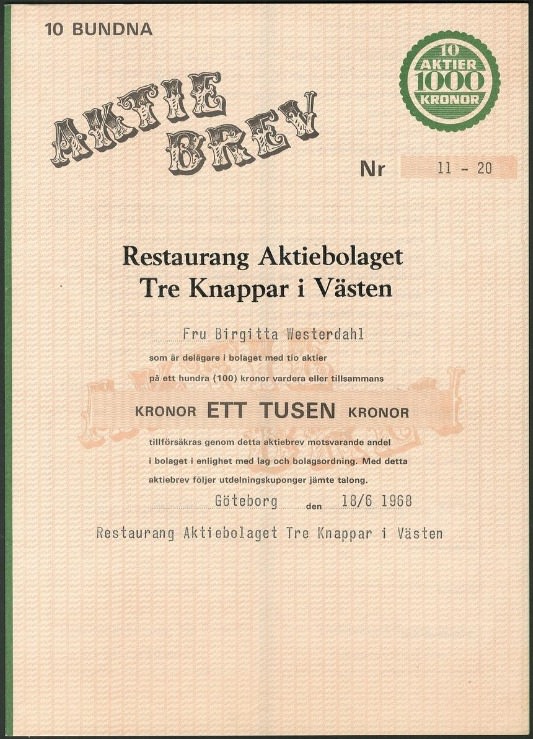 10 BUNDNA
10
AKTIER
1000
KRONOR
AKTIE
BREV
Nr 11 - 20
Restaurang Aktiebolaget
Tre Knappar i Västen
Fru Birgitta Westerdahl
som är delägare i bolaget med tio aktier
på ett hundra (100) kronor vardera eller tillsammans
KRONOR ETT TUSEN KRONOR
tillförsäkras genom detta aktiebrev motsvarande andel
i bolaget i enlighet med lag och bolagsordning. Med detta
aktiebrev följer utdelningskuponger jämte talong.
Göteborg den 18/6 1968
Restaurang Aktiebolaget Tre Knappar i Västen